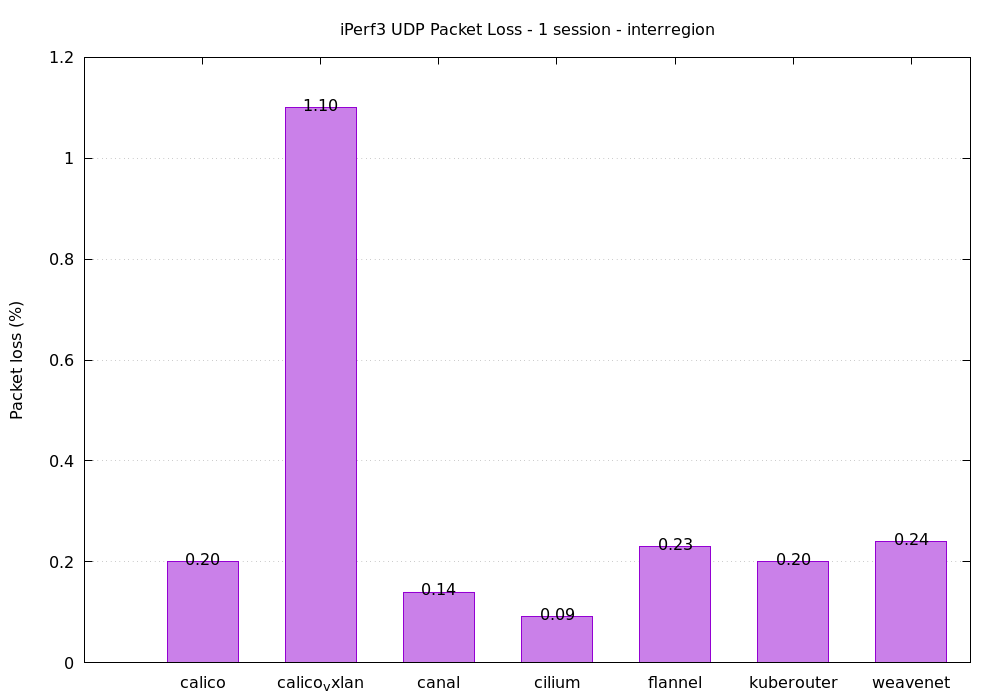 iPerf3 UDP Packet Loss - 1 session - interregion
Packet loss (%)
1.2
1
0.8
0.6
0.4
0.2
0
0.20
1.10
0.14
0.09
0.23
0.20
0.24
calico
calicoᵥxlan
canal
cilium
flannel
kuberouter
weavenet